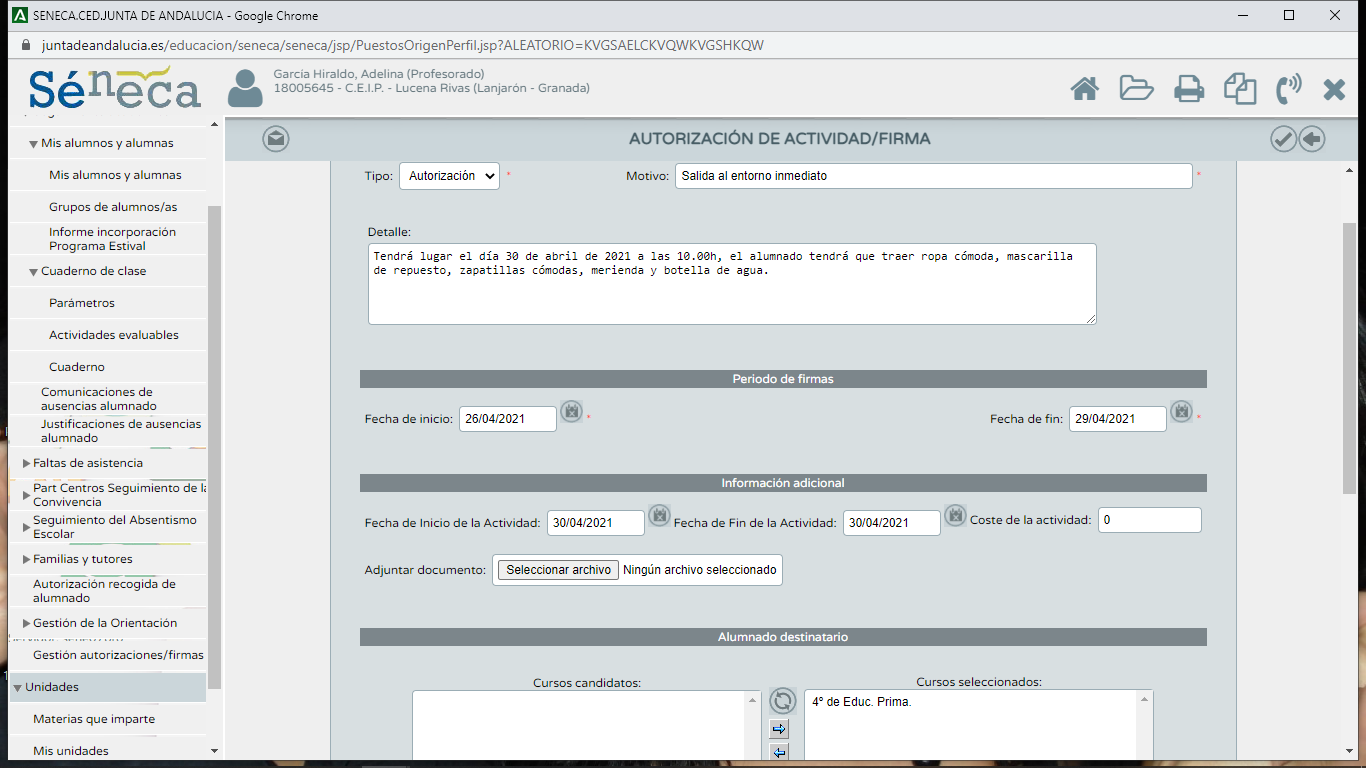 SENECA.CED.JUNTA DE ANDALUCIA - Google Chrome
juntadeandalucia.es/educacion/seneca/seneca/jsp/PuestosOrigenPerfil.jsp?ALEATORIO=KVGSAELCKVQWKVGSHKQW
Séneca
García Hiraldo, Adelina (Profesorado)
18005645 - C.E.I.P. - Lucena Rivas (Lanjarón - Granada)
Mis alumnos y alumnas
Mis alumnos y alumnas
Grupos de alumnos/as
Informe incorporación
Programa Estival
Cuaderno de clase
Parámetros
Actividades evaluables
Cuaderno
Comunicaciones de
ausencias alumnado
Justificaciones de ausencias
alumnado
Faltas de asistencia
Part Centros Seguimiento de la
Convivencia
Seguimiento del Absentismo
Escolar
Familias y tutores
Autorización recogida de
alumnado
Gestión de la Orientación
Gestión autorizaciones/firmas
Unidades
Materias que imparte
Mis unidades
AUTORIZACIÓN DE ACTIVIDAD/FIRMA
Tipo: Autorización * Motivo: Salida al entorno inmediato *
Detalle:
Tendrá lugar el día 30 de abril de 2021 a las 10.00h, el alumnado tendrá que traer ropa cómoda, mascarilla
de repuesto, zapatillas cómodas, merienda y botella de agua.
Periodo de firmas
Fecha de inicio: 26/04/2021 * Fecha de fin: 29/04/2021 *
Información adicional
Fecha de Inicio de la Actividad: 30/04/2021 Fecha de Fin de la Actividad: 30/04/2021 Coste de la actividad: 0
Adjuntar documento: Seleccionar archivo Ningún archivo seleccionado
Alumnado destinatario
Cursos candidatos: Cursos seleccionados:
4º de Educ. Prima.